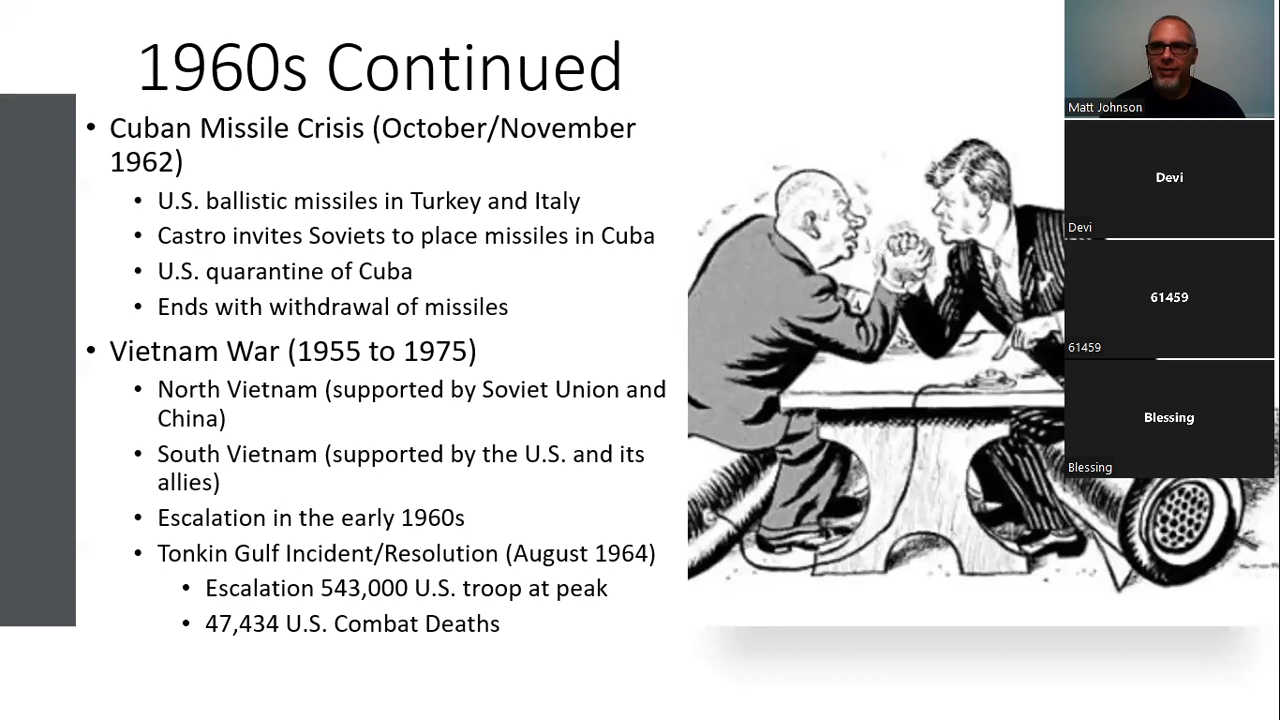 1960s Continued
• Cuban Missile Crisis (October/November
1962)
• U.S. ballistic missiles in Turkey and Italy
• Castro invites Soviets to place missiles in Cuba
• U.S. quarantine of Cuba
• Ends with withdrawal of missiles
• Vietnam War (1955 to 1975)
• North Vietnam (supported by Soviet Union and
China)
• South Vietnam (supported by the U.S. and its
allies)
• Escalation in the early 1960s
• Tonkin Gulf Incident/Resolution (August 1964)
• Escalation 543,000 U.S. troop at peak
• 47,434 U.S. Combat Deaths
Matt Johnson
Devi
Devi
61459
61459
Blessing
Blessing